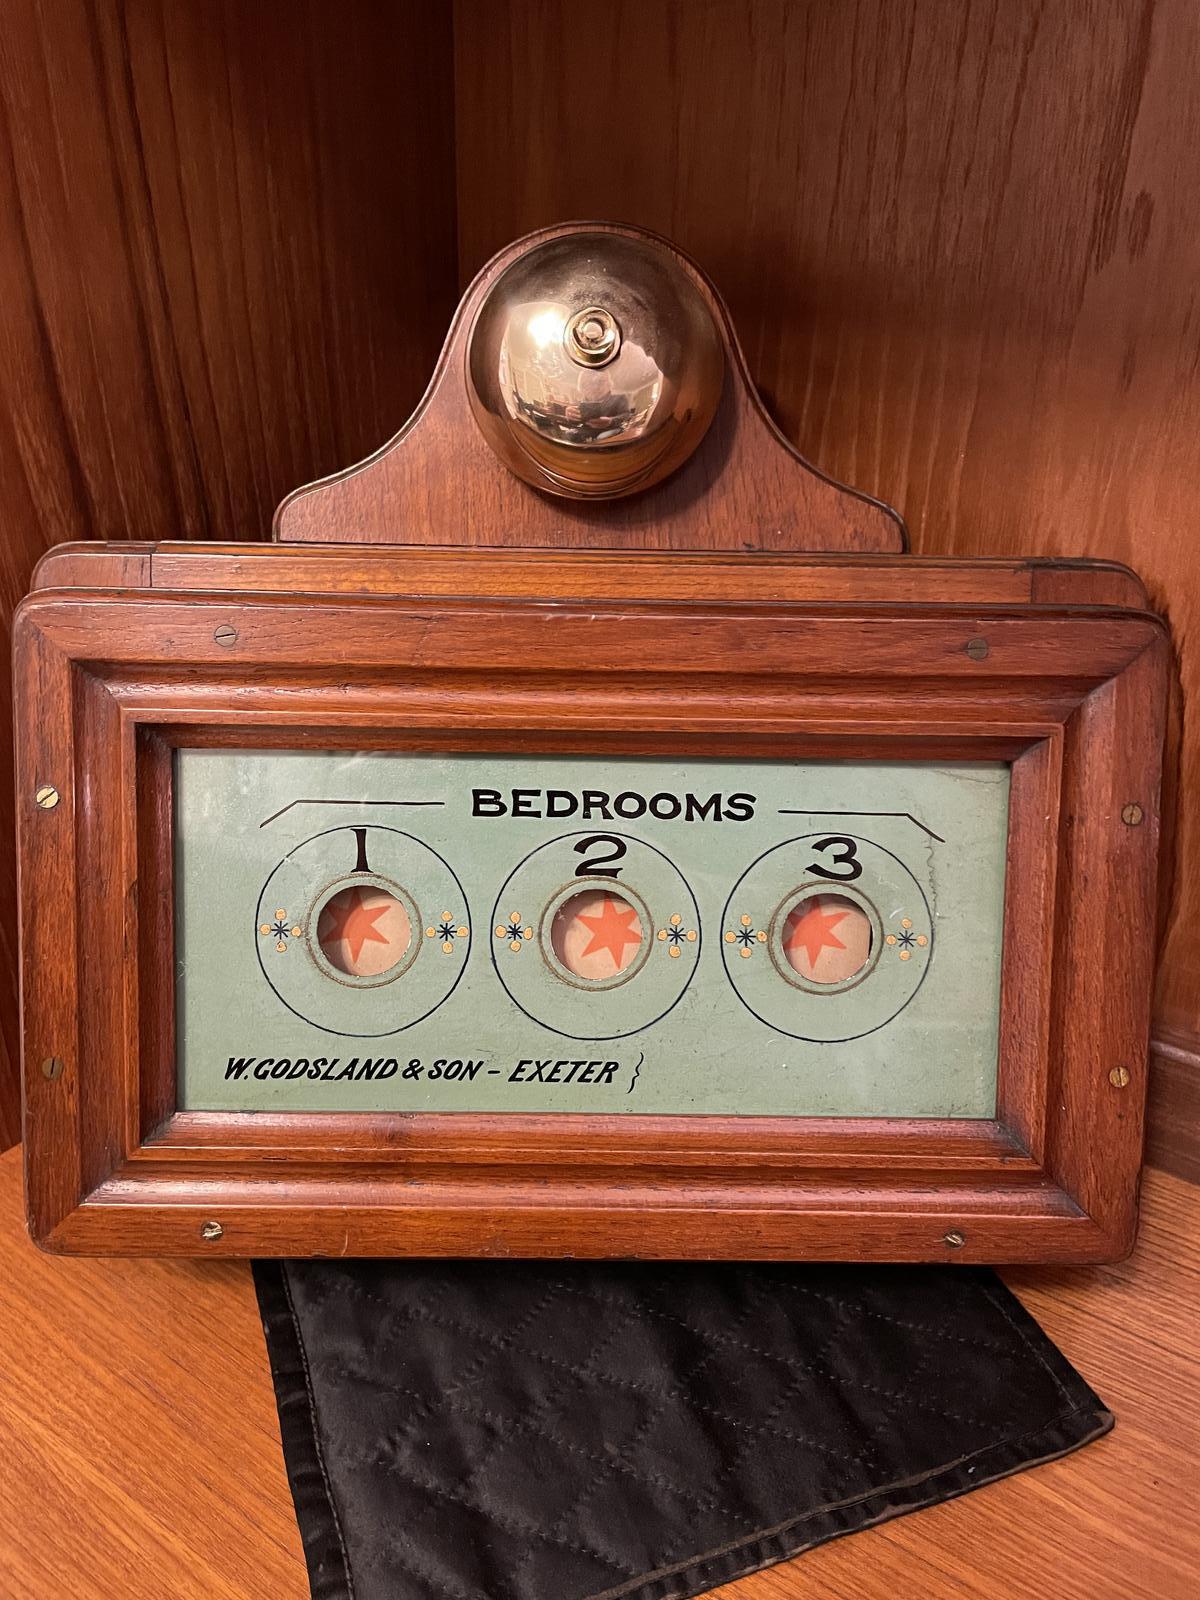 BEDROOMS
1 2 3
W. GODSLAND & SON - EXETER